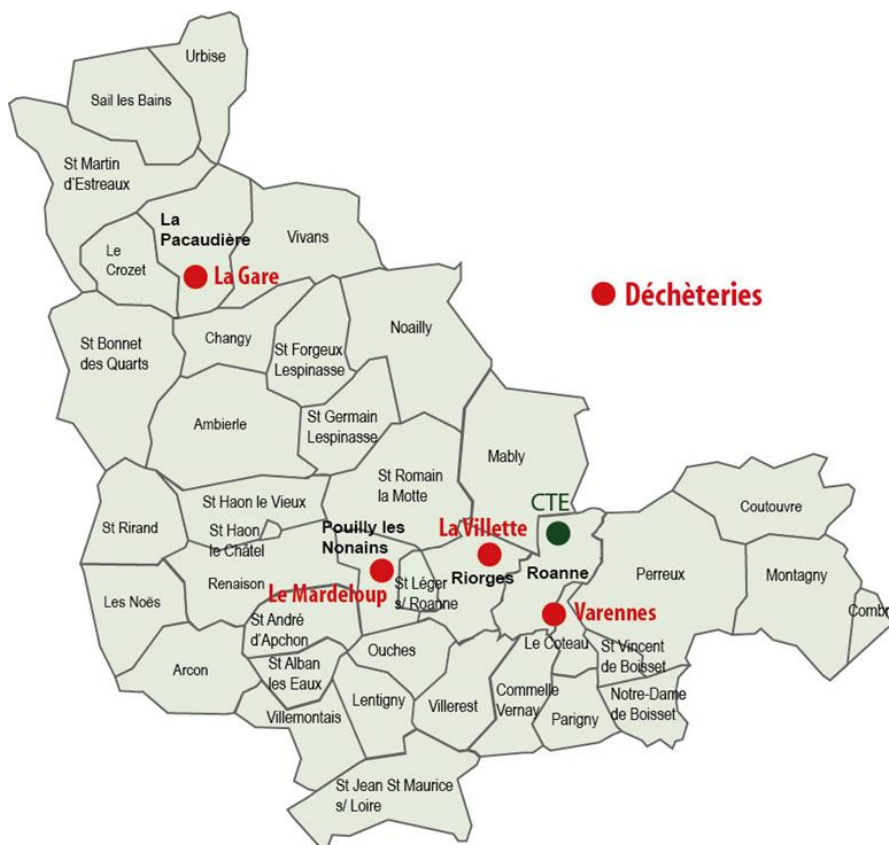 Urbise
Sail les Bains
St Martin
d'Estreaux
La
Pacaudière
Vivans
Le
Crozet
La Gare
Déchèteries
St Bonnet
des Quarts
Changy
St Forgeux
Lespinasse
Noailly
Ambierle
St Germain
Lespinasse
Mably
St Romain
la Motte
St Haon le Vieux
CTE
Coutouvre
St Rirand
St Haon
le Châtel
Pouilly les
Nonains
La Villette
Riorges
Roanne
Perreux
Montagny
Renaison
Le Mardeloup
St Léger
s/ Roanne
Les Noës
Varennes
Combr
St André
d'Apchon
Ouches
Le Coteau
St Vincent
de Boisset
Arcon
St Alban
les Eaux
Lentigny
Villerest
Commelle
Vernay
Parigny
Notre-Dame
de Boisset
Villemontais
St Jean St Maurice
s/ Loire